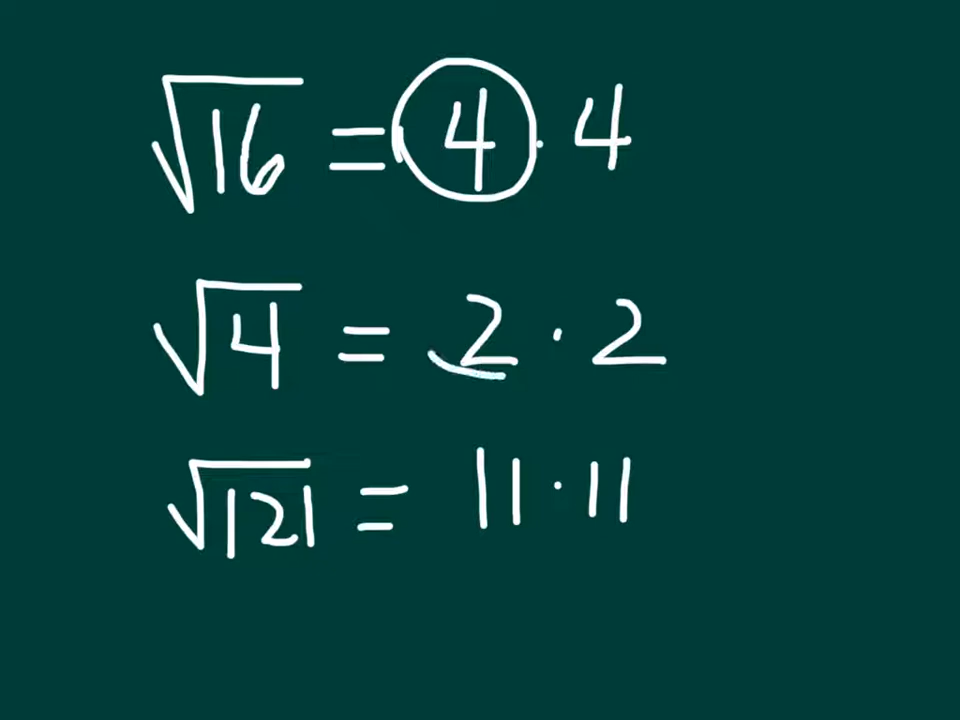 √16 = 4 · 4
√4 = 2 · 2
√121 = 11 · 11